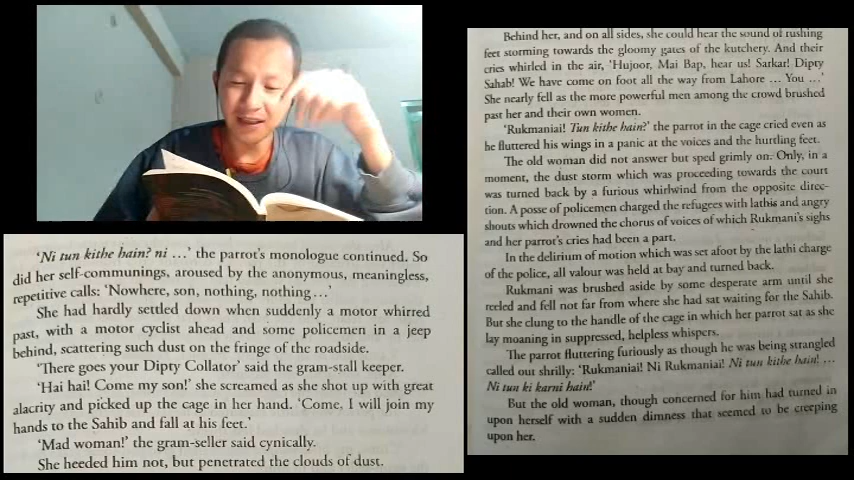 'Ni tun kithe hain? ni ...' the parrot's monologue continued. So
did her self-communings, aroused by the anonymous, meaningless,
repetitive calls: 'Nowhere, son, nothing, nothing ...'
She had hardly settled down when suddenly a motor whirred
past, with a motor cyclist ahead and some policemen in a jeep
behind, scattering such dust on the fringe of the roadside.
'There goes your Dipty Collator' said the gram-stall keeper.
'Hai hai! Come my son!' she screamed as she shot up with great
alacrity and picked up the cage in her hand. 'Come, I will join my
hands to the Sahib and fall at his feet.'
'Mad woman!' the gram-seller said cynically.
She heeded him not, but penetrated the clouds of dust.
Behind her, and on all sides, she could hear the sound of rushing
feet storming towards the gloomy gates of the kutchery. And their
cries whirled in the air, 'Hujoor, Mai Bap, hear us! Sarkar! Dipty
Sahab! We have come on foot all the way from Lahore ... You ...'
She nearly fell as the more powerful men among the crowd brushed
past her and their own women.
'Rukmaniai! Tun kithe hain?' the parrot in the cage cried even as
he fluttered his wings in a panic at the voices and the hurtling feet.
The old woman did not answer but sped grimly on. Only, in a
moment, the dust storm which was proceeding towards the court
was turned back by a furious whirlwind from the opposite direc-
tion. A posse of policemen charged the refugees with lathis and angry
shouts which drowned the chorus of voices of which Rukmani's sighs
and her parrot's cries had been a part.
In the delirium of motion which was set afoot by the lathi charge
of the police, all valour was held at bay and turned back.
Rukmani was brushed aside by some desperate arm until she
reeled and fell not far from where she had sat waiting for the Sahib.
But she clung to the handle of the cage in which her parrot sat as she
lay moaning in suppressed, helpless whispers.
The parrot fluttering furiously as though he was being strangled
called out shrilly: 'Rukmaniai! Ni Rukmaniai! Ni tun kithe hain! ...
Ni tun ki karni hain!'
But the old woman, though concerned for him had turned in
upon herself with a sudden dimness that seemed to be creeping
upon her.